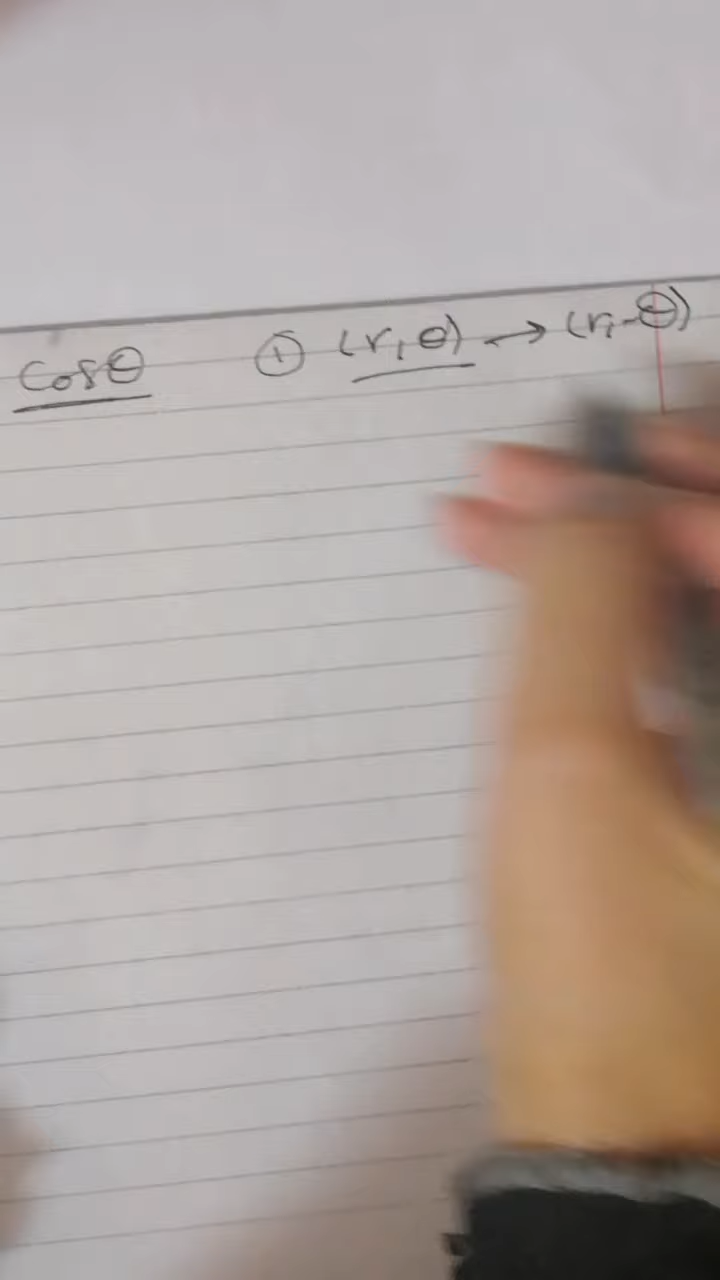 Cosθ ① (r, θ) → (r, -θ)